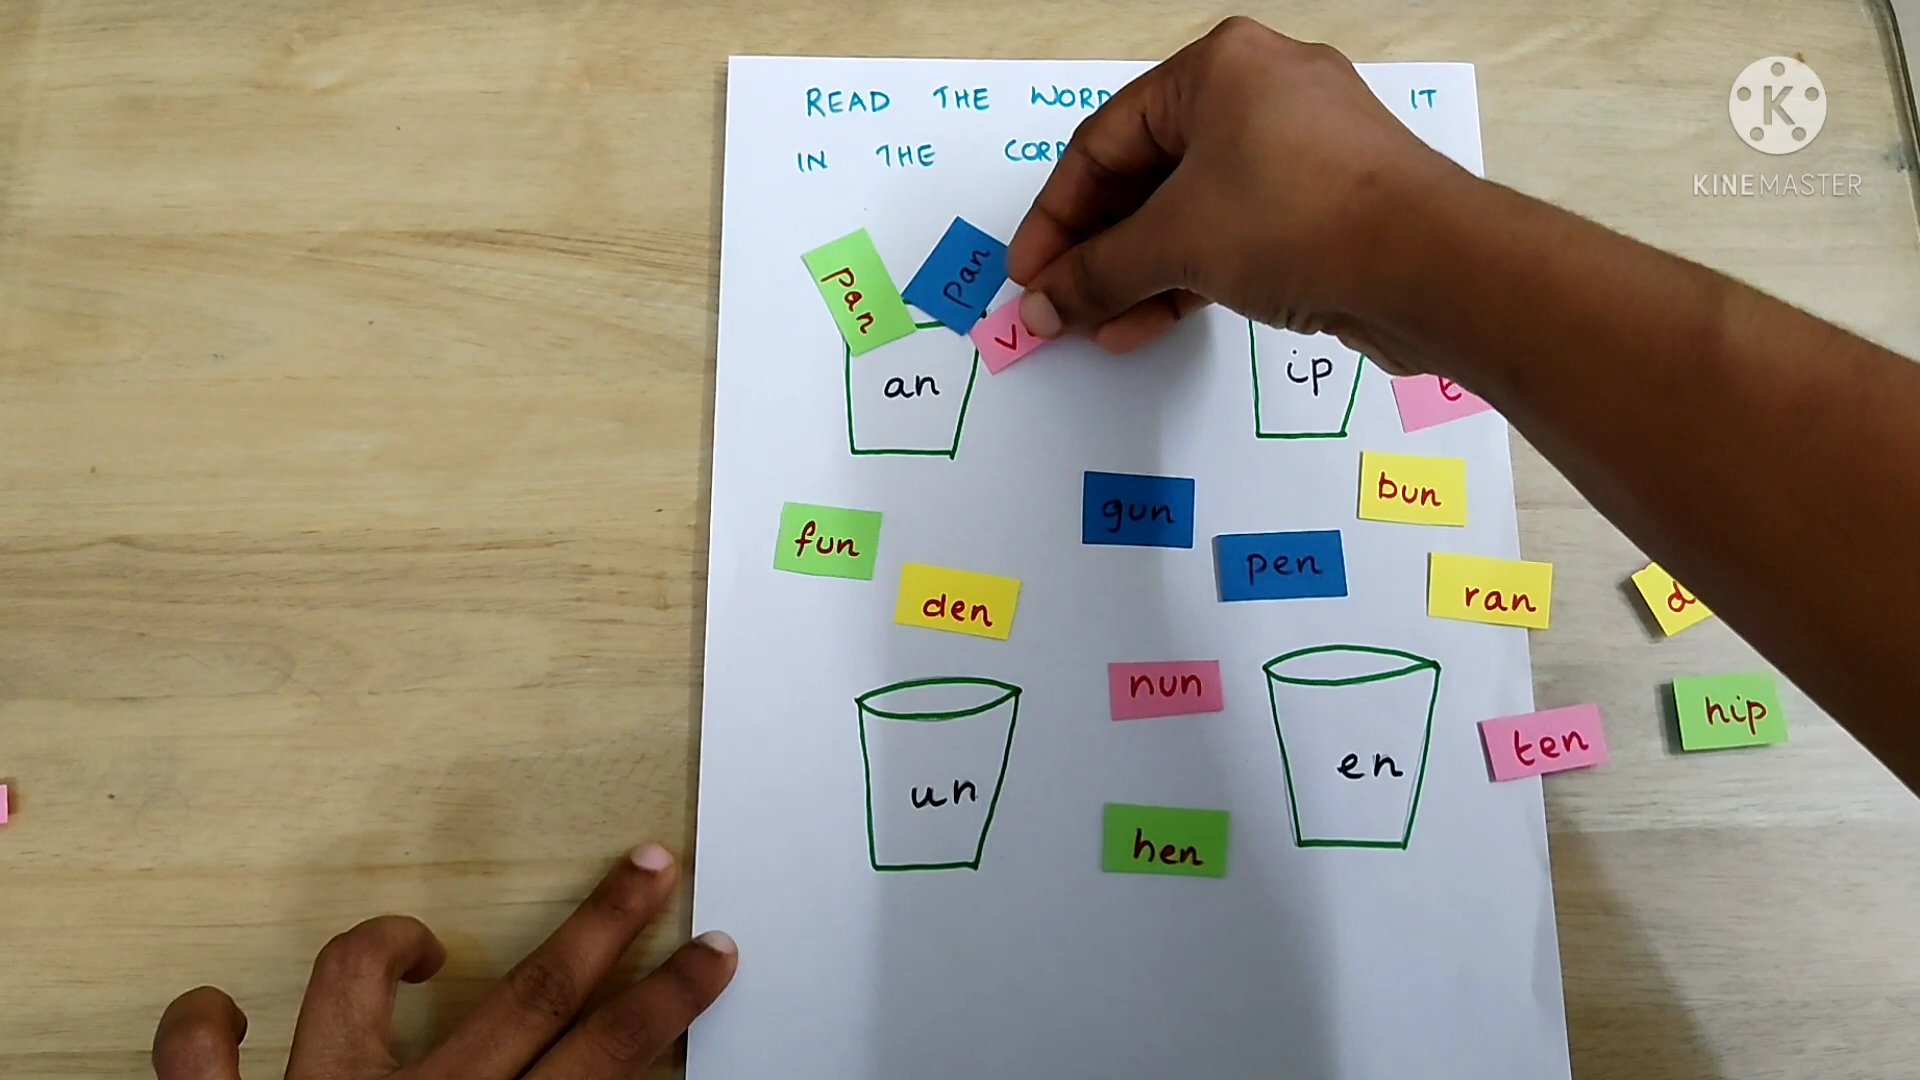 READ THE WORD IT
IN THE
pan
pan
an
ip
bun
gun
fun
pen
ran
den
nun
hip
ten
un
en
hen
KINEMASTER